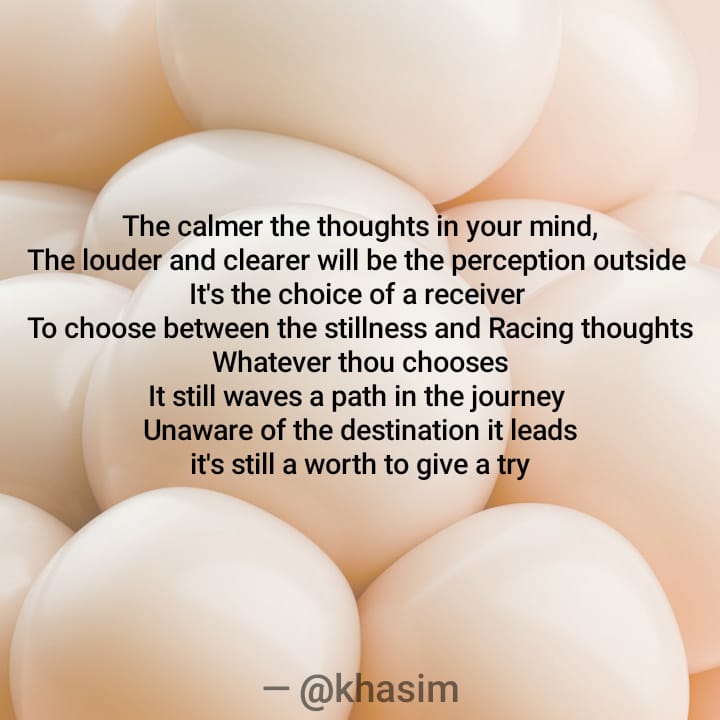 The calmer the thoughts in your mind,
The louder and clearer will be the perception outside
It's the choice of a receiver
To choose between the stillness and Racing thoughts
Whatever thou chooses
It still waves a path in the journey
Unaware of the destination it leads
it's still a worth to give a try
— @khasim